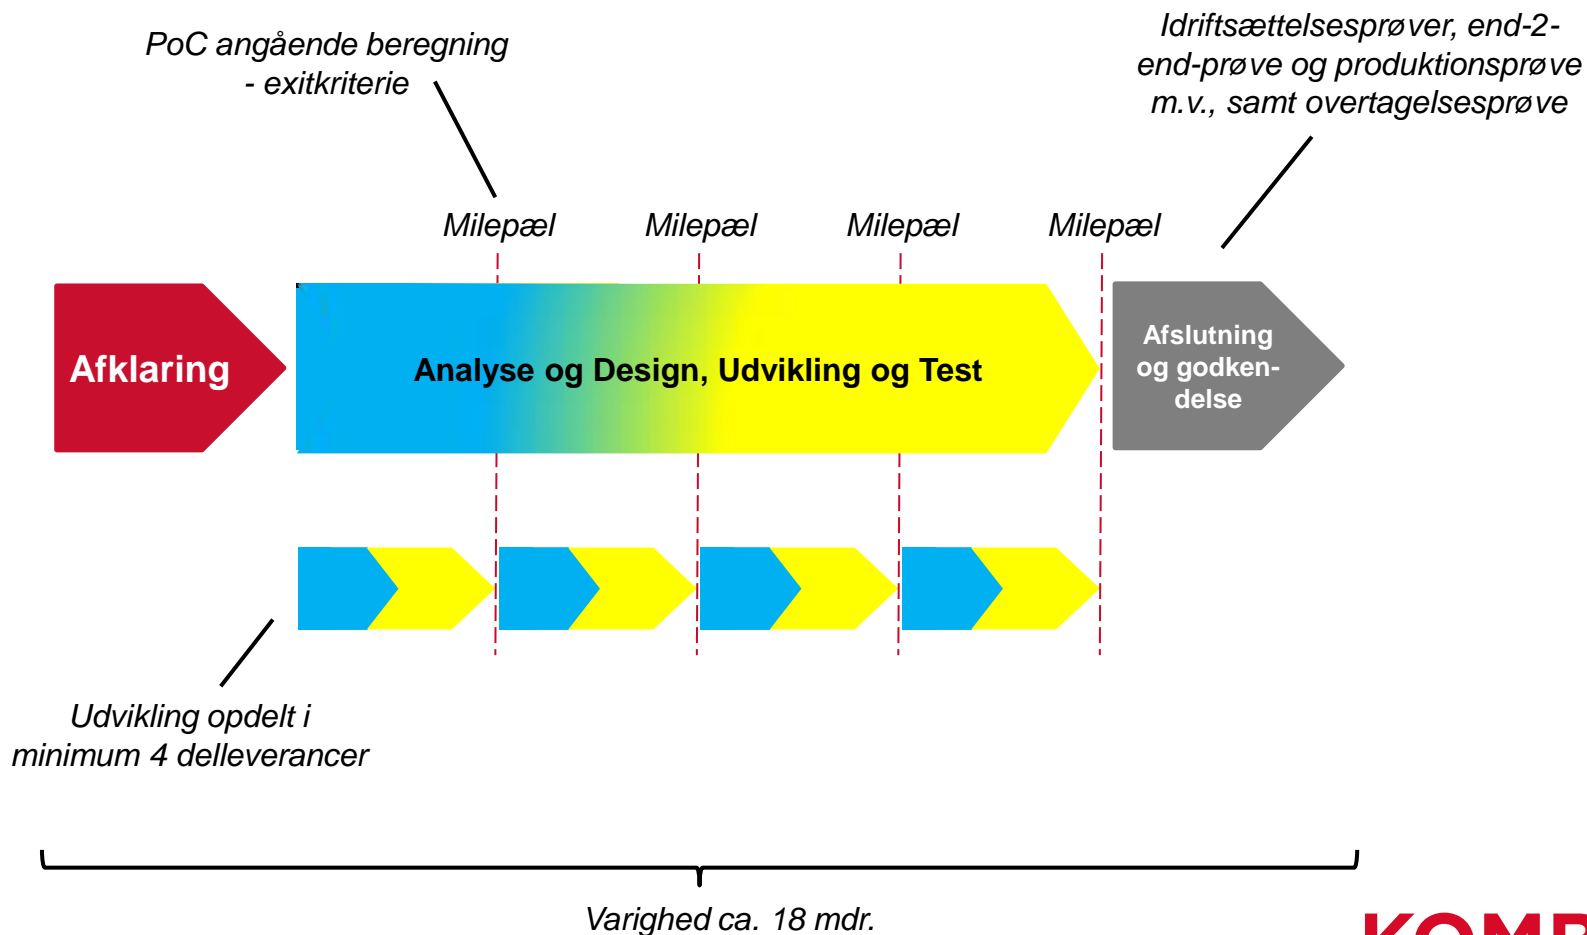 PoC angående beregning
- exitkriterie
Idriftsættelsesprøver, end-2-
end-prøve og produktionsprøve
m.v., samt overtagelsesprøve
Milepæl
Milepæl
Milepæl
Milepæl
Afklaring
Analyse og Design, Udvikling og Test
Afslutning
og godken-
delse
Udvikling opdelt i
minimum 4 delleverancer
Varighed ca. 18 mdr.